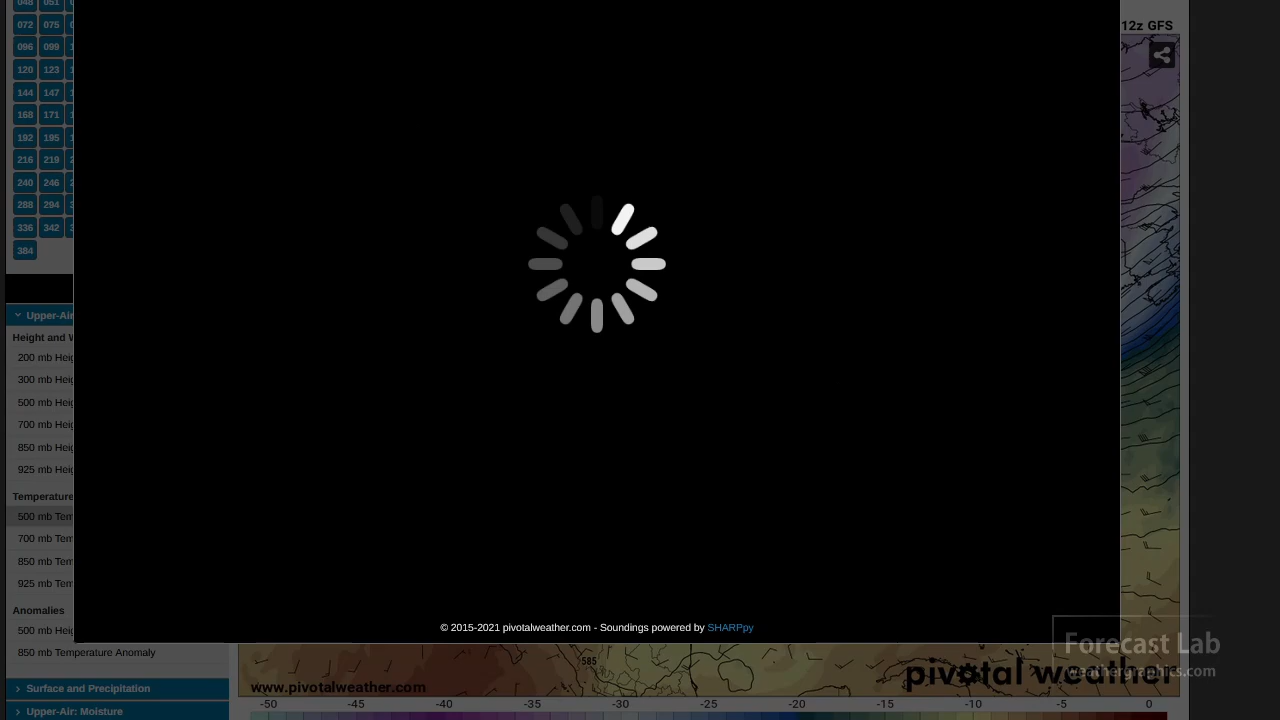 048 051
12z GFS
072 075
096 099
120 123
144 147
168 171
192 195
216 219
240 246
288 294
336 342
384
Upper-Air
Height and W
200 mb Heig
300 mb Heig
500 mb Heig
700 mb Heig
850 mb Heig
925 mb Heig
Temperature
500 mb Tem
700 mb Tem
850 mb Tem
925 mb Tem
Anomalies
500 mb Heig
850 mb Temperature Anomaly
Surface and Precipitation
Upper-Air: Moisture
© 2015-2021 pivotalweather.com - Soundings powered by SHARPpy
585
www.pivotalweather.com
pivotal weather
Forecast Lab
weathergraphics.com
-50 -45 -40 -35 -30 -25 -20 -15 -10 -5 0